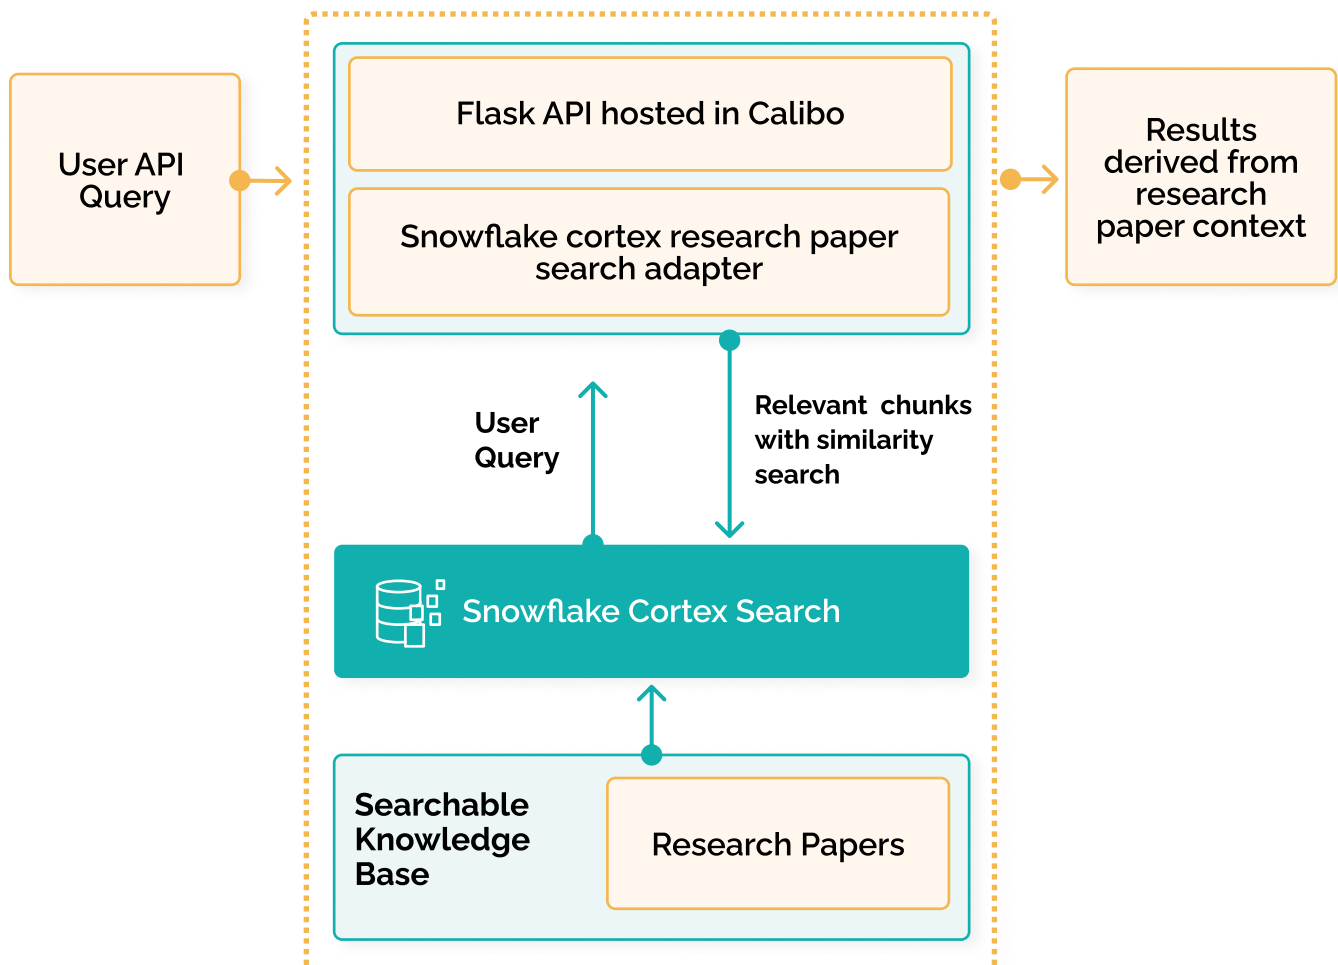 User API
Query
Flask API hosted in Calibo
Snowflake cortex research paper
search adapter
Results
derived from
research
paper context
User
Query
Relevant chunks
with similarity
search
Snowflake Cortex Search
Searchable
Knowledge
Base
Research Papers